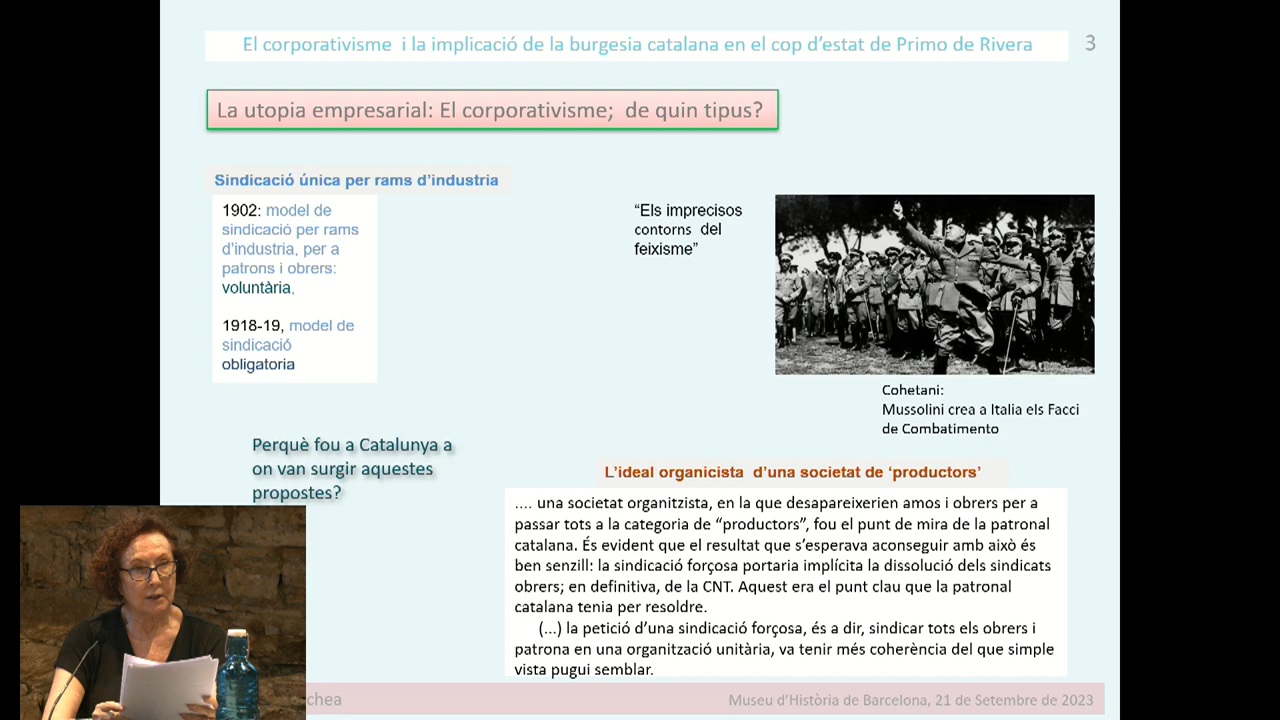 El corporativisme i la implicació de la burgesia catalana en el cop d’estat de Primo de Rivera
3
La utopia empresarial: El corporativisme; de quin tipus?
Sindicació única per rams d’industria
1902: model de
sindicació per rams
d’industria, per a
patrons i obrers:
voluntària.
1918-19, model de
sindicació
obligatoria
“Els imprecisos
contorns del
feixisme”
Cohetani:
Mussolini crea a Italia els Facci
de Combatimento
Perquè fou a Catalunya a
on van surgir aquestes
propostes?
L’ideal organicista d’una societat de ‘productors’
.... una societat organitzista, en la que desapareixerien amos i obrers per a
passar tots a la categoria de “productors”, fou el punt de mira de la patronal
catalana. És evident que el resultat que s’esperava aconseguir amb això és
ben senzill: la sindicació forçosa portaria implícita la dissolució dels sindicats
obrers; en definitiva, de la CNT. Aquest era el punt clau que la patronal
catalana tenia per resoldre.
(...) la petició d’una sindicació forçosa, és a dir, sindicar tots els obrers i
patrona en una organització unitària, va tenir més coherència del que simple
vista pugui semblar.
chea
Museu d’Història de Barcelona, 21 de Setembre de 2023